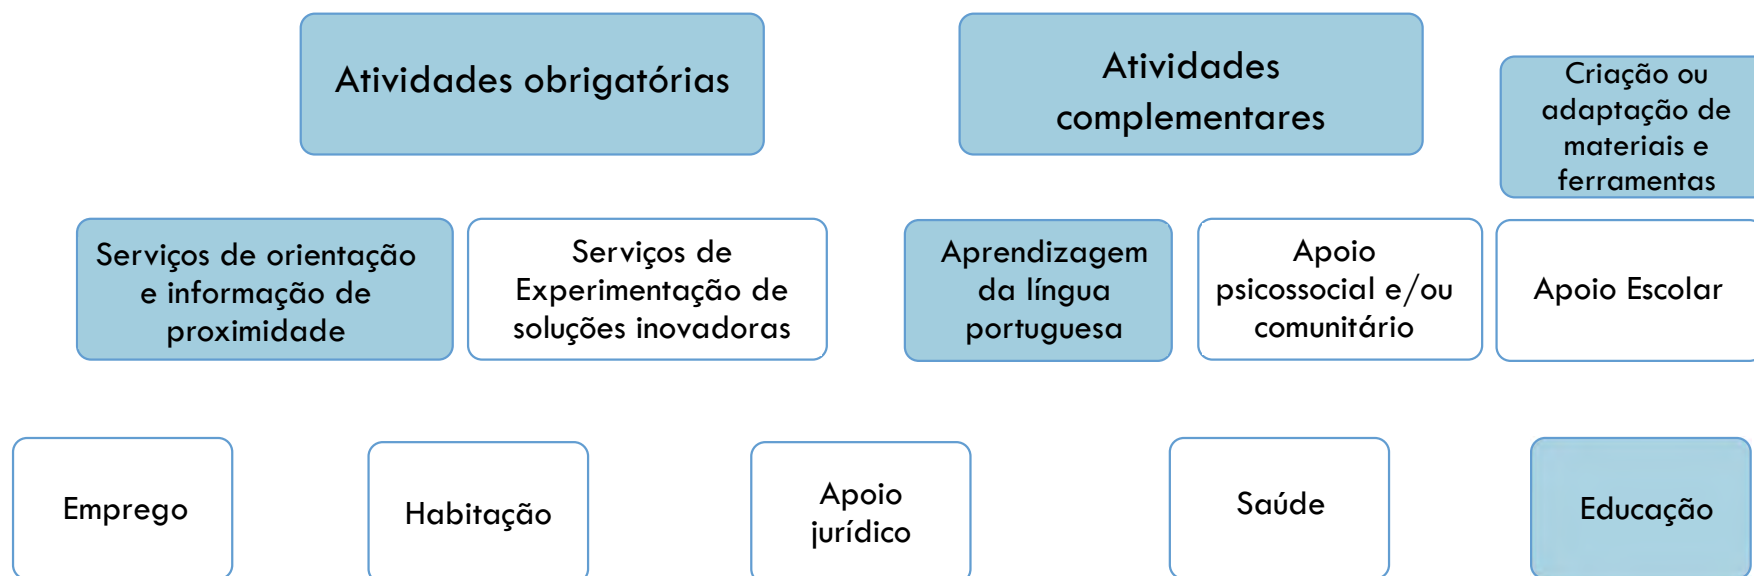 Atividades obrigatórias
Atividades
complementares
Criação ou
adaptação de
materiais e
ferramentas
Serviços de orientação
e informação de
proximidade
Serviços de
Experimentação de
soluções inovadoras
Aprendizagem
da língua
portuguesa
Apoio
psicossocial e/ou
comunitário
Apoio Escolar
Emprego
Habitação
Apoio
jurídico
Saúde
Educação